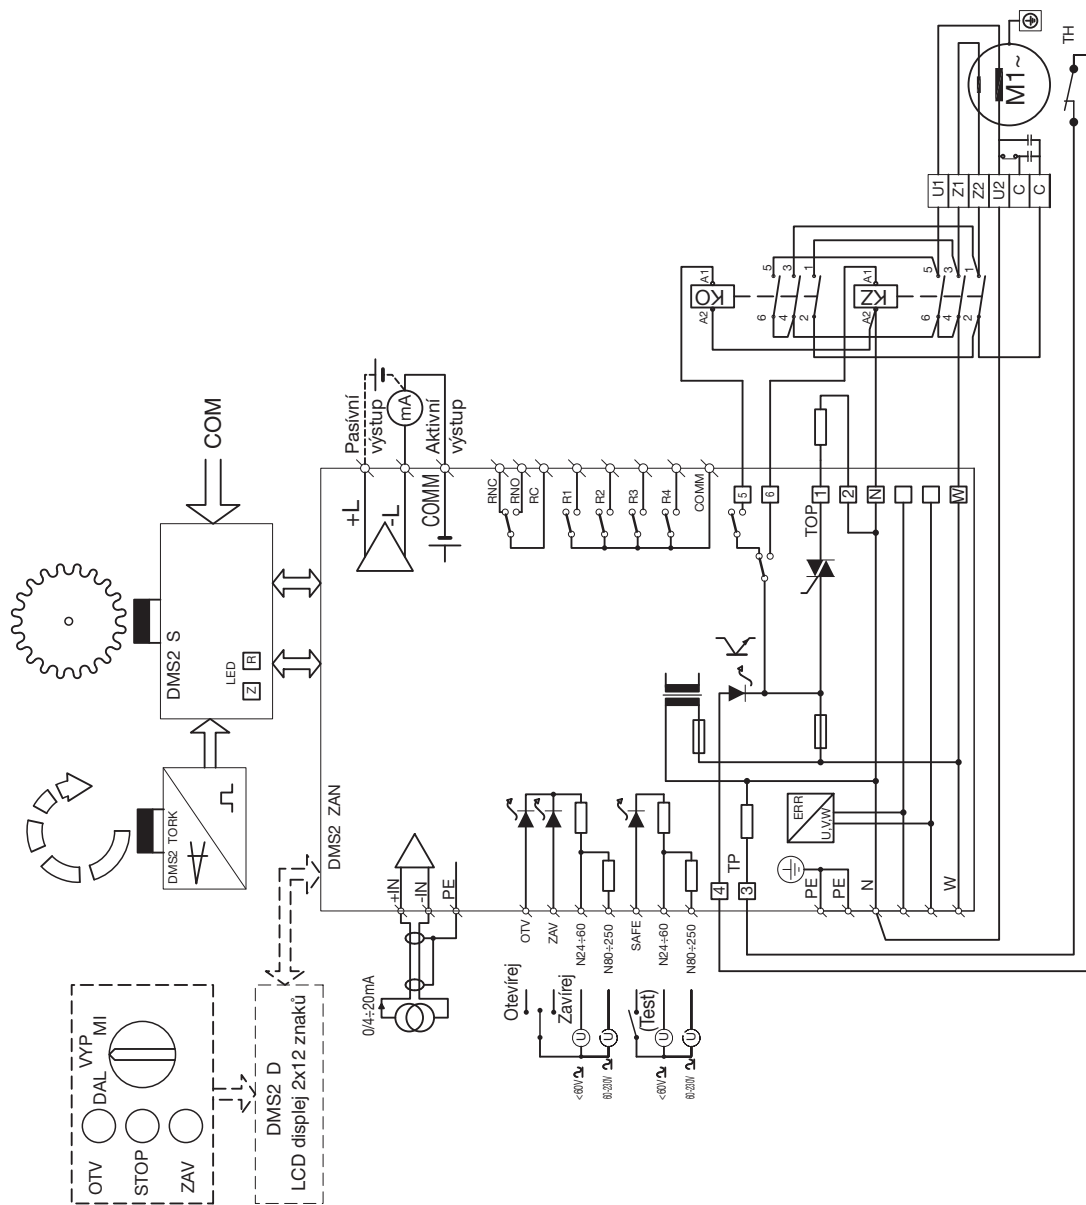 OTV
STOP
ZAV
DAL
VYP
MI
DMS2 D
LCD displej 2x12 znaků
DMS2 TORK
DMS2 S
LED
Z
R
COM
DMS2 ZAN
0/4÷20mA
+IN
-IN
PE
+L
-L
COMM
Pasívní
výstup
mA
Aktivní
výstup
Otevírej
Zavírej
<60V
60-230V
U
U
OTV
ZAV
N24÷60
N80÷250
(Test)
<60V
U
U
SAFE
N24÷60
N80÷250
RNC
RNO
RC
R1
R2
R3
R4
COMM
4
3
TP
ERR
U,V,W
PE
PE
N
W
5
6
TOP
1
2
N
W
KO
A1
A2
5
3
1
6
4
2
KZ
A1
A2
5
3
1
6
4
2
U1
Z1
Z2
U2
C
C
M1~
TH